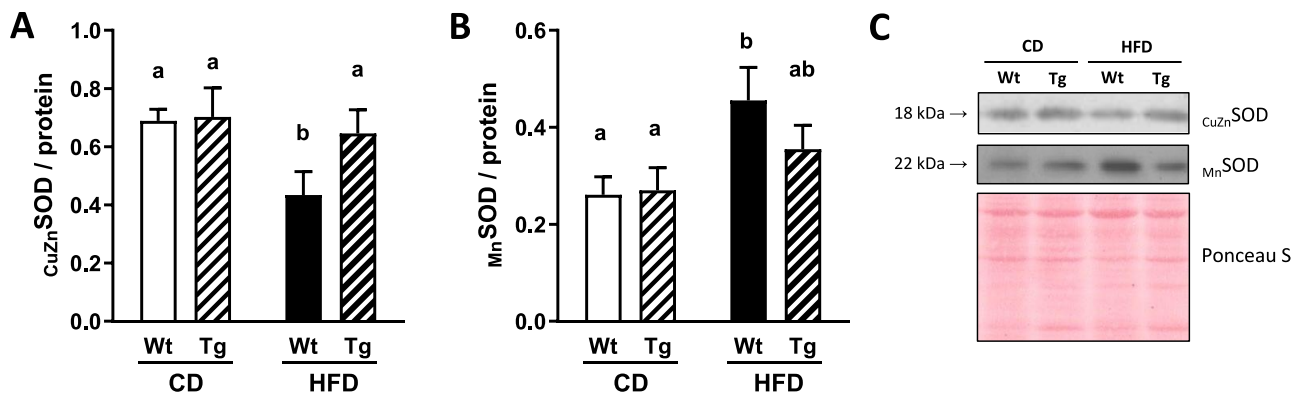 A
CuZnSOD / protein
1.0
0.8
0.6
0.4
0.2
0.0
a
a
b
a
Wt
Tg
Wt
Tg
CD
HFD
B
MnSOD / protein
0.6
0.4
0.2
0.0
a
a
b
ab
Wt
Tg
Wt
Tg
CD
HFD
C
CD
HFD
Wt
Tg
Wt
Tg
18 kDa →
CuZnSOD
22 kDa →
MnSOD
Ponceau S